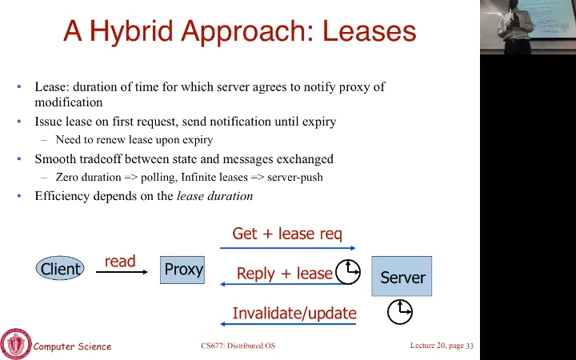 A Hybrid Approach: Leases
• Lease: duration of time for which server agrees to notify proxy of
modification
• Issue lease on first request, send notification until expiry
– Need to renew lease upon expiry
• Smooth tradeoff between state and messages exchanged
– Zero duration => polling, Infinite leases => server-push
• Efficiency depends on the lease duration
Get + lease req
Client
read
Proxy
Reply + lease
Server
Invalidate/update
Computer Science
CS677: Distributed OS
Lecture 20, page 33